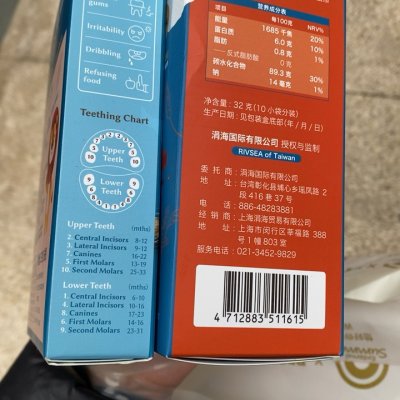 gums
Irritability
Dribbling
Refusing
food
Teething Chart
Upper
Teeth
Lower
Teeth
Upper Teeth (mths)
2. Central Incisors 8-12
3. Lateral Incisors 9-12
7. Canines 16-22
5. First Molars 13-19
10. Second Molars 25-33
Lower Teeth (mths)
1. Central Incisors 6-10
4. Lateral Incisors 10-16
8. Canines 17-23
6. First Molars 14-16
9. Second Molars 23-31
营养成分表
每100克 NRV%
能量 1685 千焦 20%
蛋白质 6.0 克 10%
脂肪 0.8 克 1%
—反式脂肪酸 0 克
碳水化合物 89.3 克 30%
钠 14 毫克 1%
净含量：32 克 (10 小袋分装)
生产日期：见包装盒底部(年/月/日)
涓海国际有限公司 授权与监制
RIVSEA of Taiwan
委托商：涓海国际有限公司
地址：台湾彰化县埔心乡瑶凤路 2
段 416 巷 37 号
电话：886-48283881
经销商：上海涓海贸易有限公司
地址：上海市闵行区莘福路 388
号 1 幢 803 室
服务电话：021-3452-9829
4 712883 511615